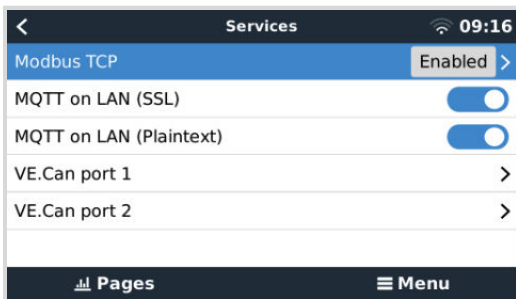 Services 09:16
Modbus TCP Enabled
MQTT on LAN (SSL)
MQTT on LAN (Plaintext)
VE.Can port 1
VE.Can port 2
Pages Menu